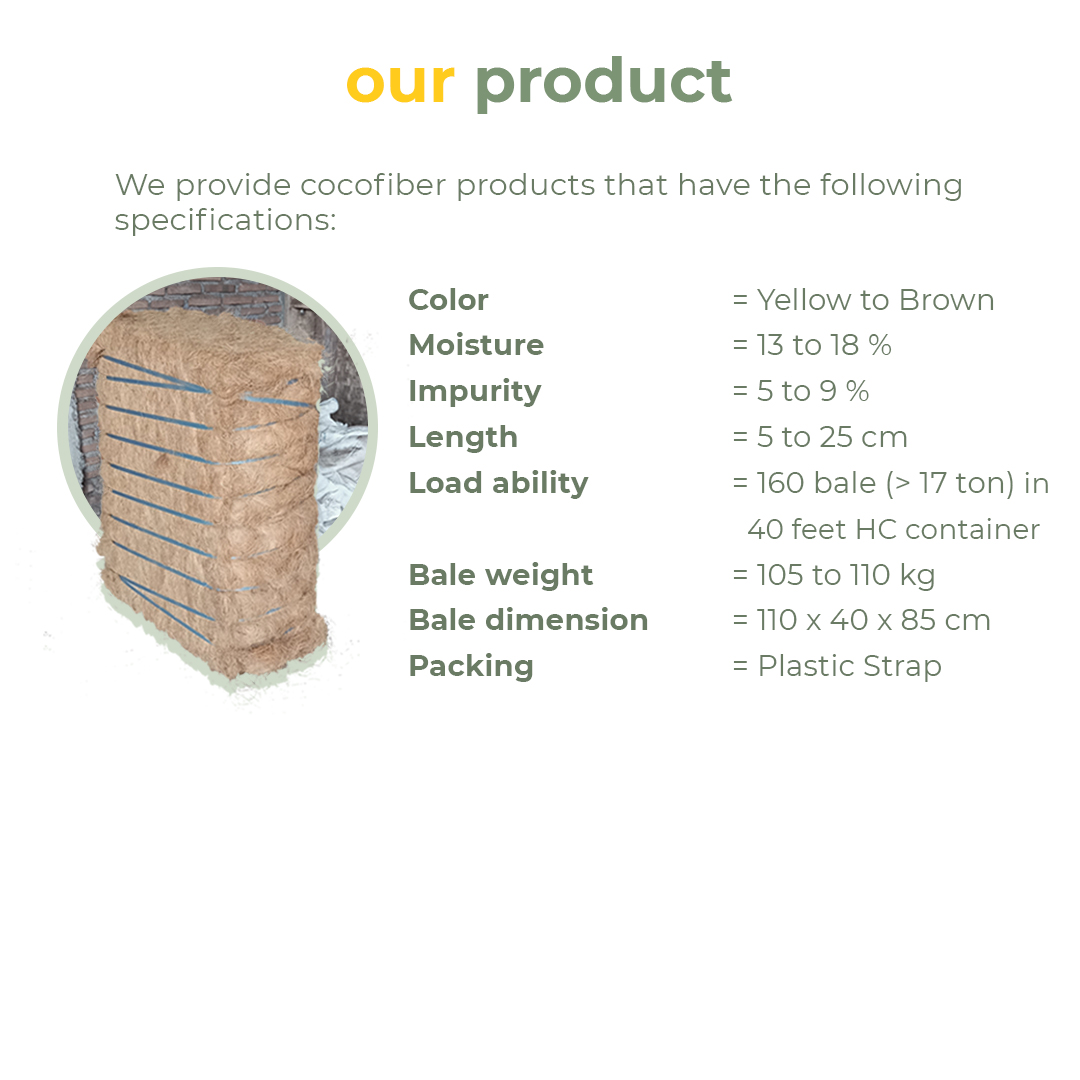 our product
We provide cocofiber products that have the following
specifications:
Color = Yellow to Brown
Moisture = 13 to 18 %
Impurity = 5 to 9 %
Length = 5 to 25 cm
Load ability = 160 bale (> 17 ton) in
40 feet HC container
Bale weight = 105 to 110 kg
Bale dimension = 110 x 40 x 85 cm
Packing = Plastic Strap